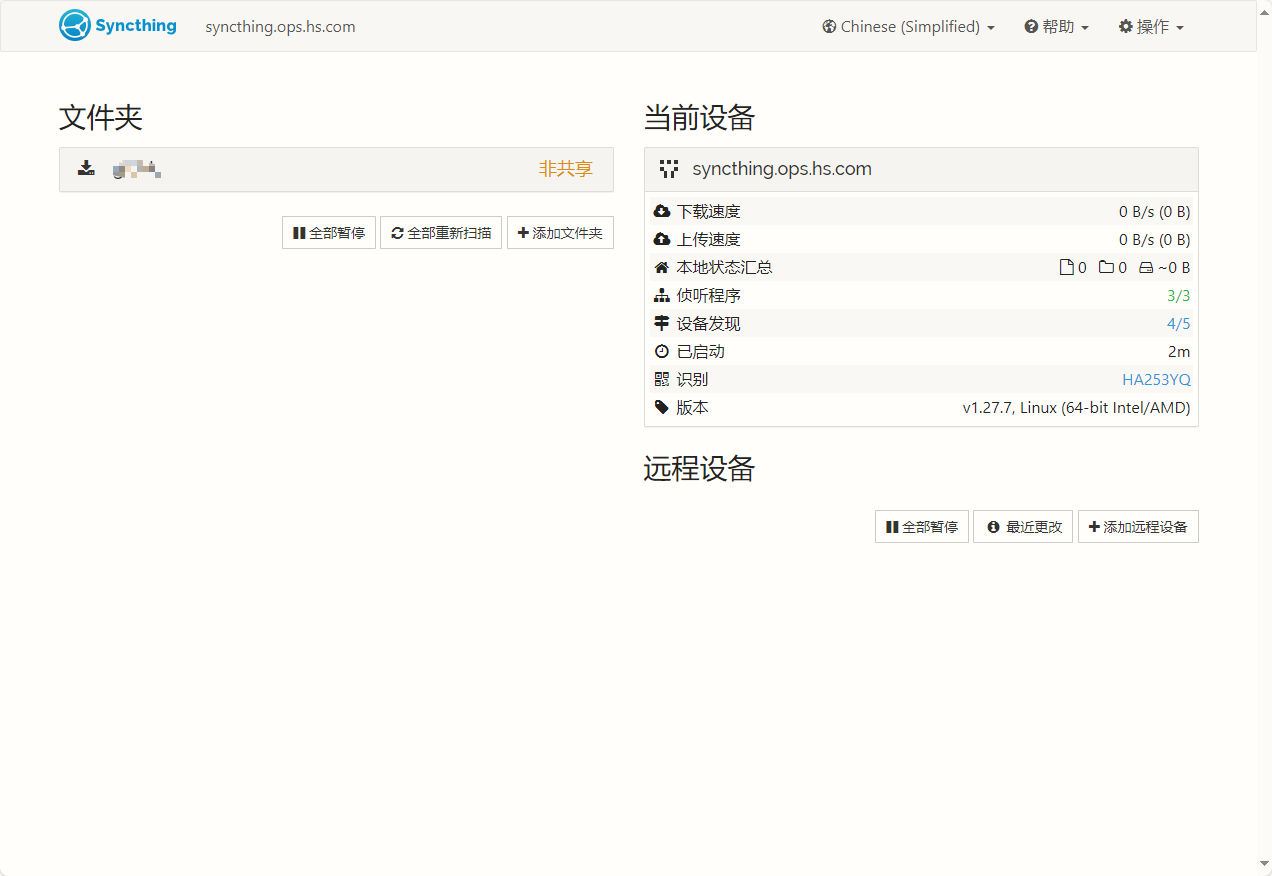 Syncthing syncthing.ops.hs.com Chinese (Simplified) 帮助 操作
文件夹
非共享
全部暂停 全部重新扫描 添加文件夹
当前设备
syncthing.ops.hs.com
下载速度 0 B/s (0 B)
上传速度 0 B/s (0 B)
本地状态汇总 0 0 ~0 B
侦听程序 3/3
设备发现 4/5
已启动 2m
识别 HA253YQ
版本 v1.27.7, Linux (64-bit Intel/AMD)
远程设备
全部暂停 最近更改 添加远程设备